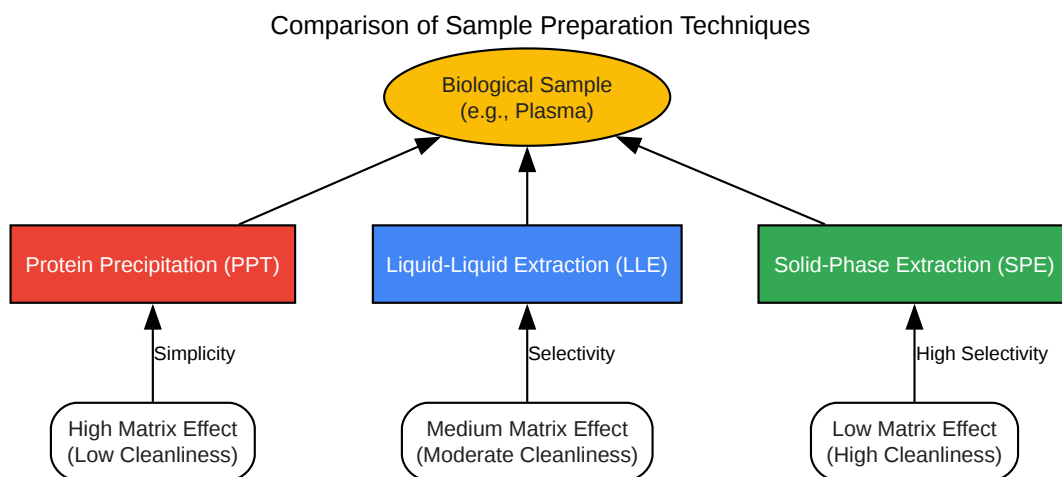 Comparison of Sample Preparation Techniques
Biological Sample
(e.g., Plasma)
Protein Precipitation (PPT)
Liquid-Liquid Extraction (LLE)
Solid-Phase Extraction (SPE)
Simplicity
Selectivity
High Selectivity
High Matrix Effect
(Low Cleanliness)
Medium Matrix Effect
(Moderate Cleanliness)
Low Matrix Effect
(High Cleanliness)